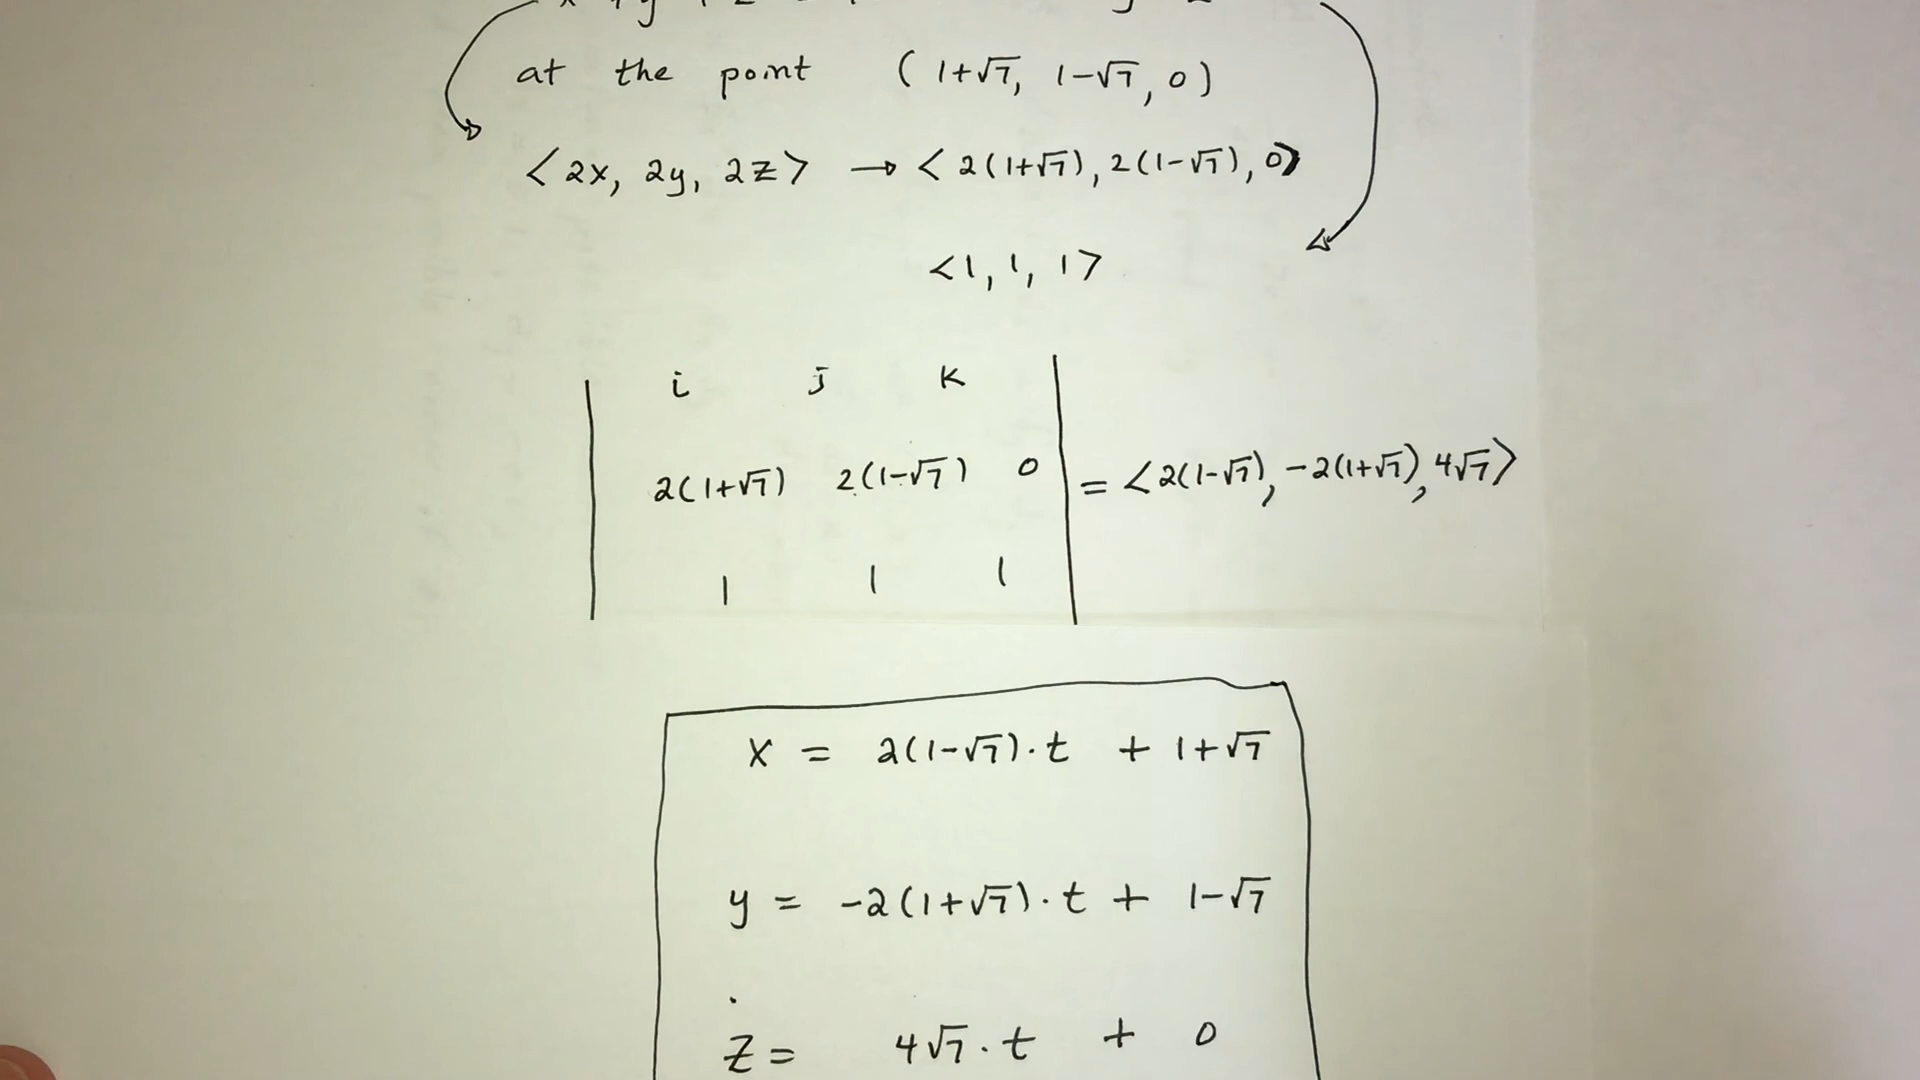 at the point (1+√7, 1-√7, 0)
<2x, 2y, 2z> → <2(1+√7), 2(1-√7), 0>
<1, 1, 1>
i j k
2(1+√7) 2(1-√7) 0
= <2(1-√7), -2(1+√7), 4√7>
1 1 1
x = 2(1-√7)·t + 1+√7
y = -2(1+√7)·t + 1-√7
z = 4√7·t + 0